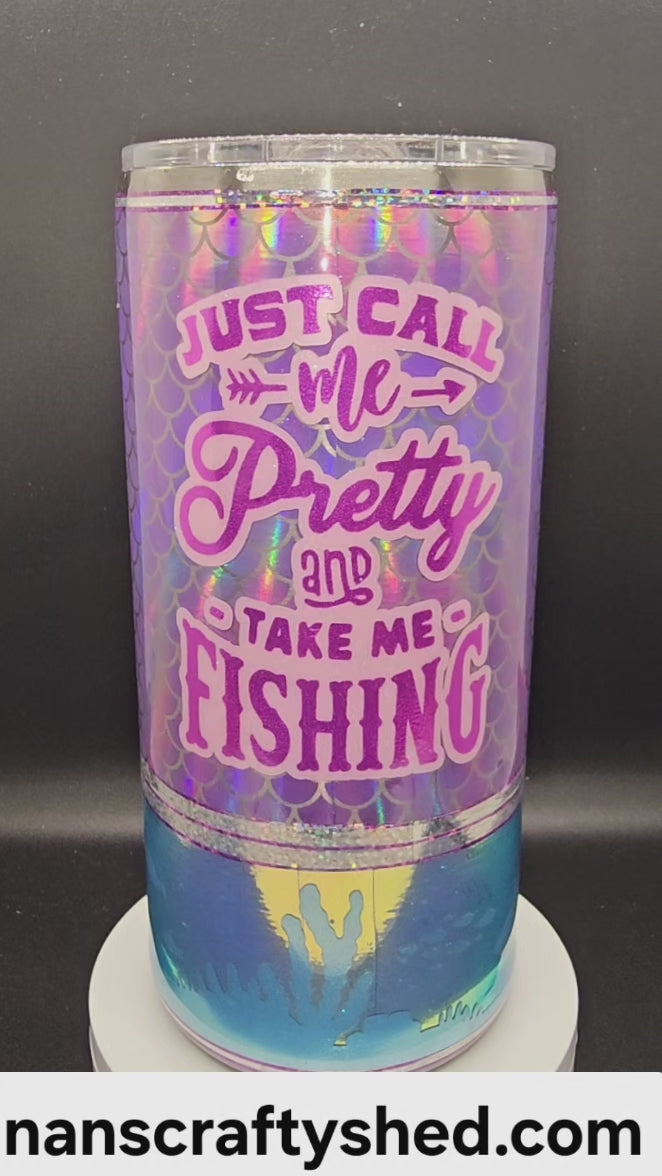 JUST CALL
me
Pretty
and
- TAKE ME -
FISHING
nanscraftyshed.com